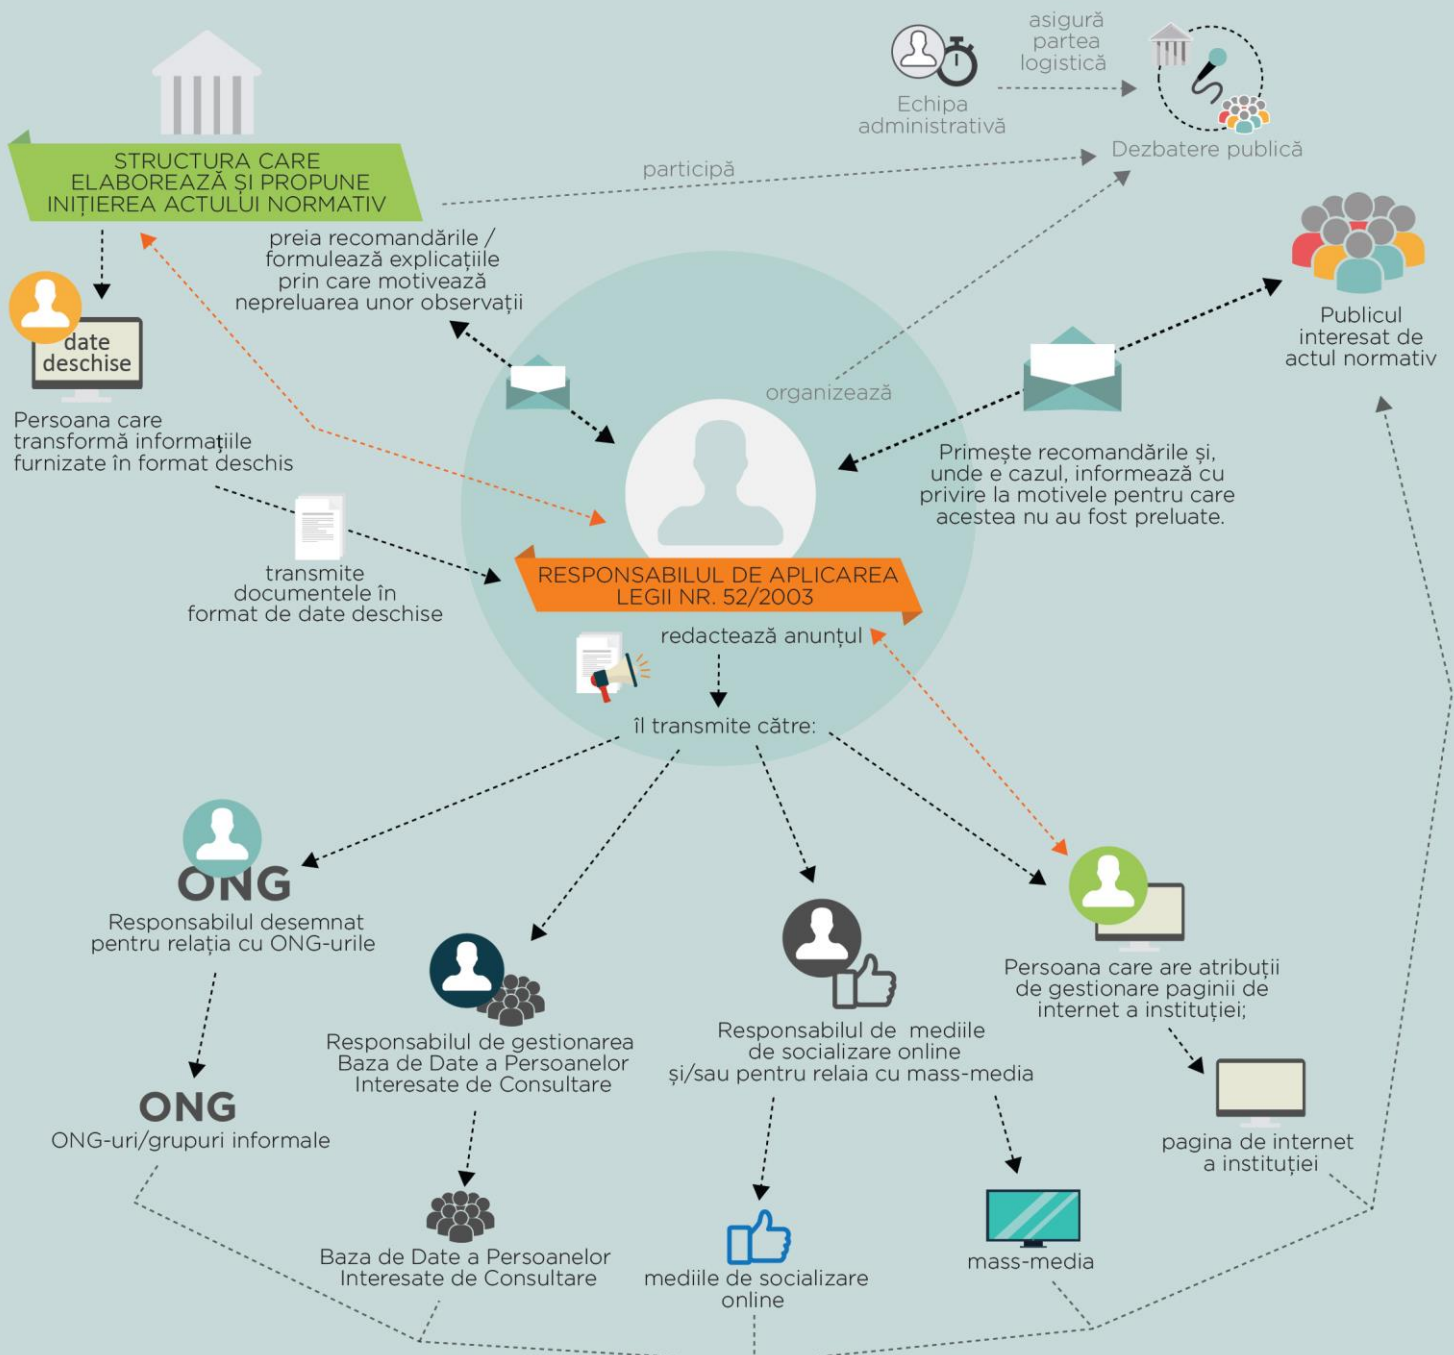 asigură
partea
logistică
Echipa
administrativă
Dezbatere publică
STRUCTURA CARE
ELABOREAZĂ ȘI PROPUNE
INIȚIEREA ACTULUI NORMATIV
participă
preia recomandările /
formulează explicațiile
prin care motivează
nepreluarea unor observații
date
deschise
Persoana care
transformă informațiile
furnizate în format deschis
organizează
Publicul
interesat de
actul normativ
Primește recomandările și,
unde e cazul, informează cu
privire la motivele pentru care
acestea nu au fost preluate.
transmite
documentele în
format de date deschise
RESPONSABILUL DE APLICAREA
LEGII NR. 52/2003
redactează anunțul
îl transmite către:
ONG
Responsabilul desemnat
pentru relația cu ONG-urile
Responsabilul de gestionarea
Baza de Date a Persoanelor
Interesate de Consultare
Responsabilul de mediile
de socializare online
și/sau pentru relaia cu mass-media
Persoana care are atribuții
de gestionare paginii de
internet a instituției;
ONG
ONG-uri/grupuri informale
Baza de Date a Persoanelor
Interesate de Consultare
mediile de socializare
online
mass-media
pagina de internet
a instituției